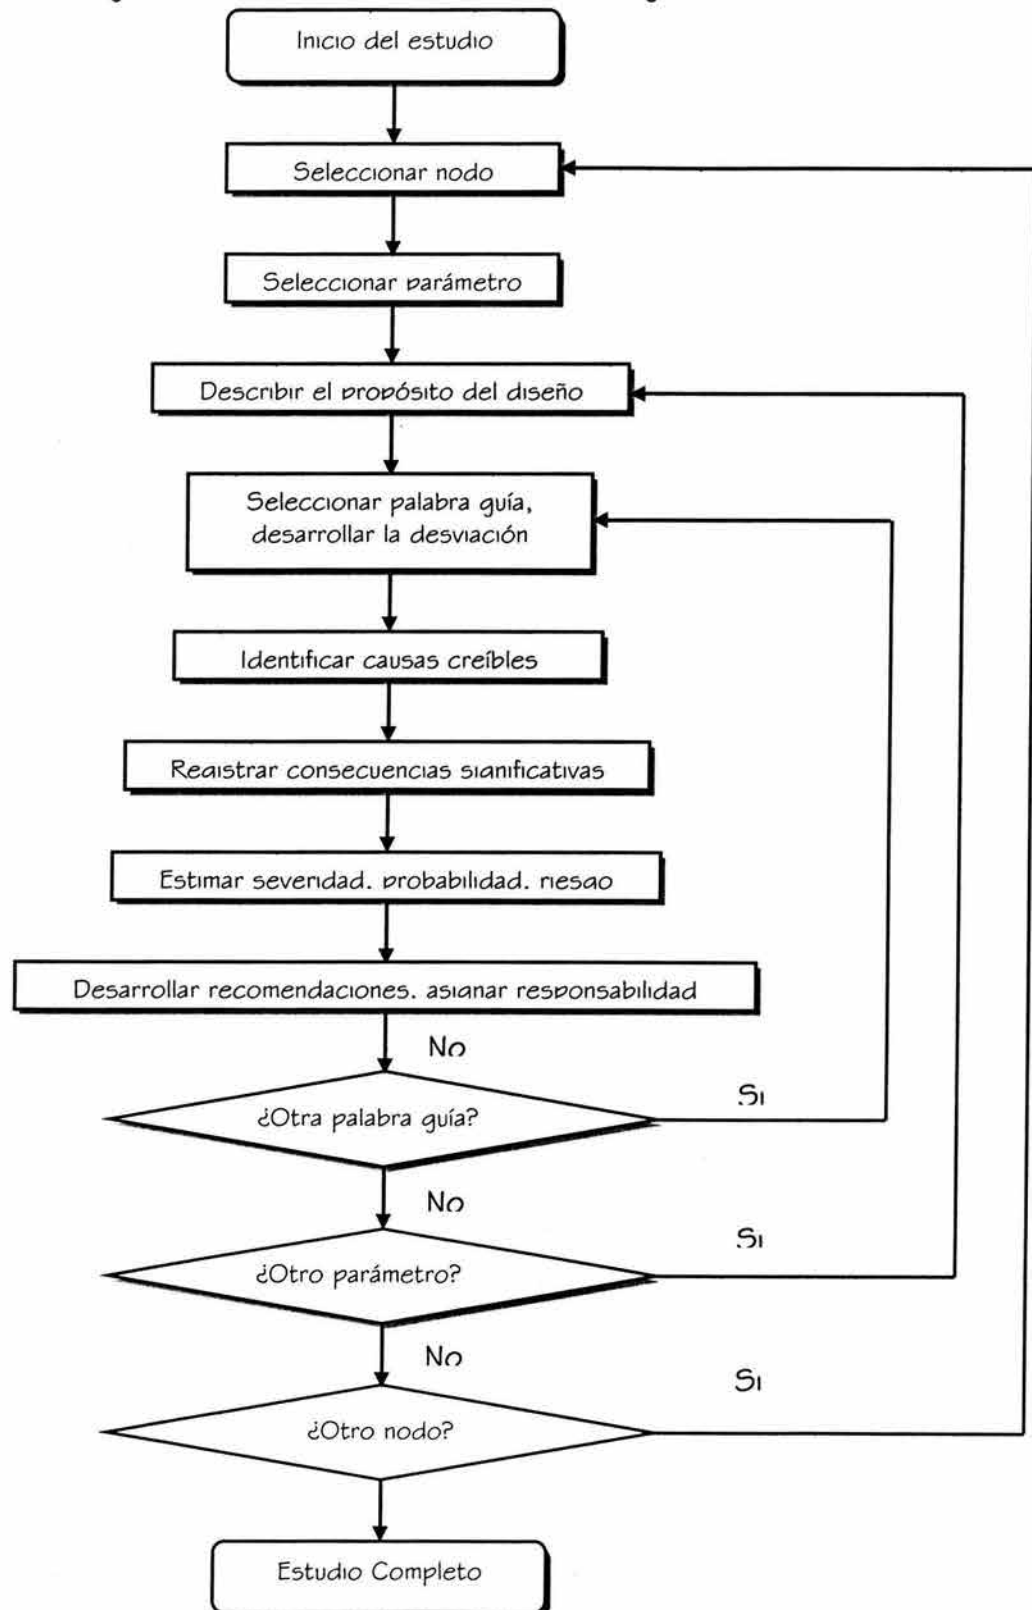 Inicio del estudio
Seleccionar nodo
Seleccionar parámetro
Describir el propósito del diseño
Seleccionar palabra guía,
desarrollar la desviación
Identificar causas creíbles
Registrar consecuencias significativas
Estimar severidad. probabilidad. riesgo
Desarrollar recomendaciones. asignar responsabilidad
No
¿Otra palabra guía?
Si
No
¿Otro parámetro?
Si
No
¿Otro nodo?
Si
Estudio Completo